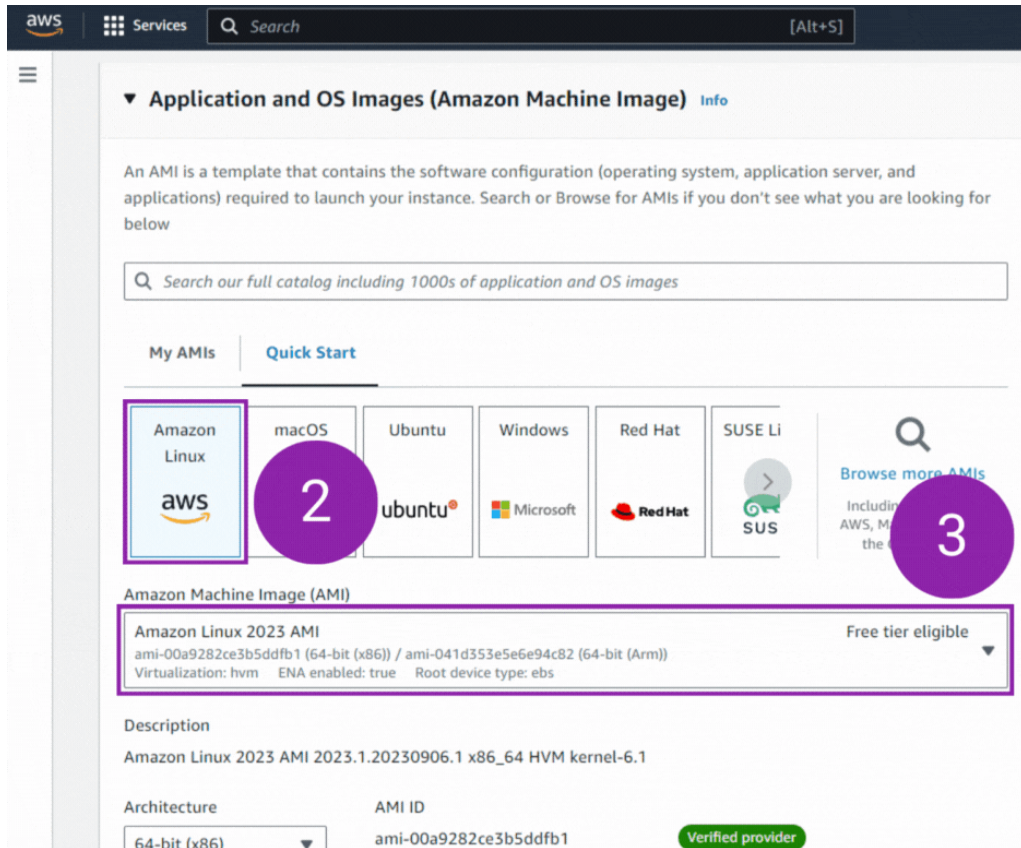 aws
Services
Search
[Alt+S]
Application and OS Images (Amazon Machine Image) Info
An AMI is a template that contains the software configuration (operating system, application server, and
applications) required to launch your instance. Search or Browse for AMIs if you don't see what you are looking for
below
Search our full catalog including 1000s of application and OS images
My AMIs
Quick Start
Amazon
Linux
aws
macOS
2
Ubuntu
ubuntu
Windows
Microsoft
Red Hat
Red Hat
SUSE Li
SUS
Browse more AMIs
Includin
AWS, M
the
3
Amazon Machine Image (AMI)
Amazon Linux 2023 AMI
Free tier eligible
ami-00a9282ce3b5ddfb1 (64-bit (x86)) / ami-041d353e5e6e94c82 (64-bit (Arm))
Virtualization: hvm ENA enabled: true Root device type: ebs
Description
Amazon Linux 2023 AMI 2023.1.20230906.1 x86_64 HVM kernel-6.1
Architecture
AMI ID
64-bit (x86)
ami-00a9282ce3b5ddfb1
Verified provider